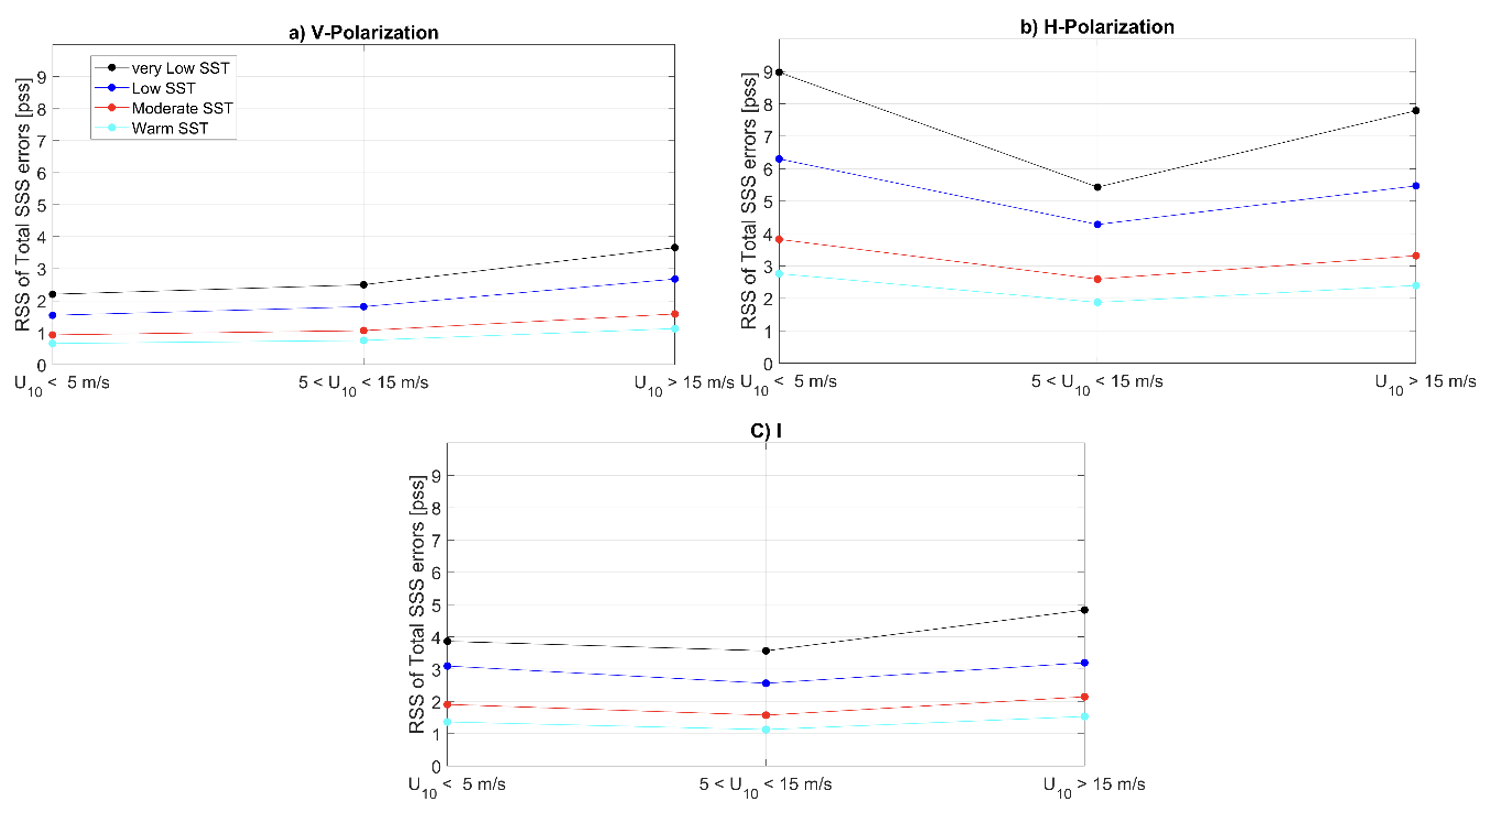 a) V-Polarization
RSS of Total SSS errors [pss]
9
8
7
6
5
4
3
2
1
0
very Low SST
Low SST
Moderate SST
Warm SST
U10 < 5 m/s
5 < U10 < 15 m/s
U10 > 15 m/s
b) H-Polarization
RSS of Total SSS errors [pss]
9
8
7
6
5
4
3
2
1
0
U10 < 5 m/s
5 < U10 < 15 m/s
U10 > 15 m/s
C) I
RSS of Total SSS errors [pss]
9
8
7
6
5
4
3
2
1
0
U10 < 5 m/s
5 < U10 < 15 m/s
U10 > 15 m/s